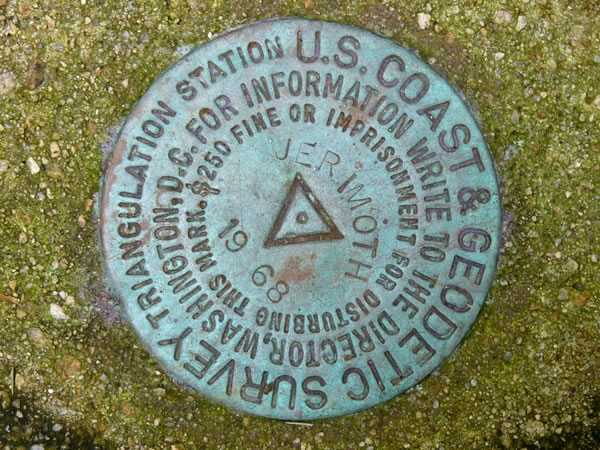 U.S. COAST & GEODETIC SURVEY TRIANGULATION STATION
FOR INFORMATION WRITE TO THE DIRECTOR, WASHINGTON, D.C.
$250 FINE OR IMPRISONMENT FOR DISTURBING THIS MARK.
JERIMOTH
1968